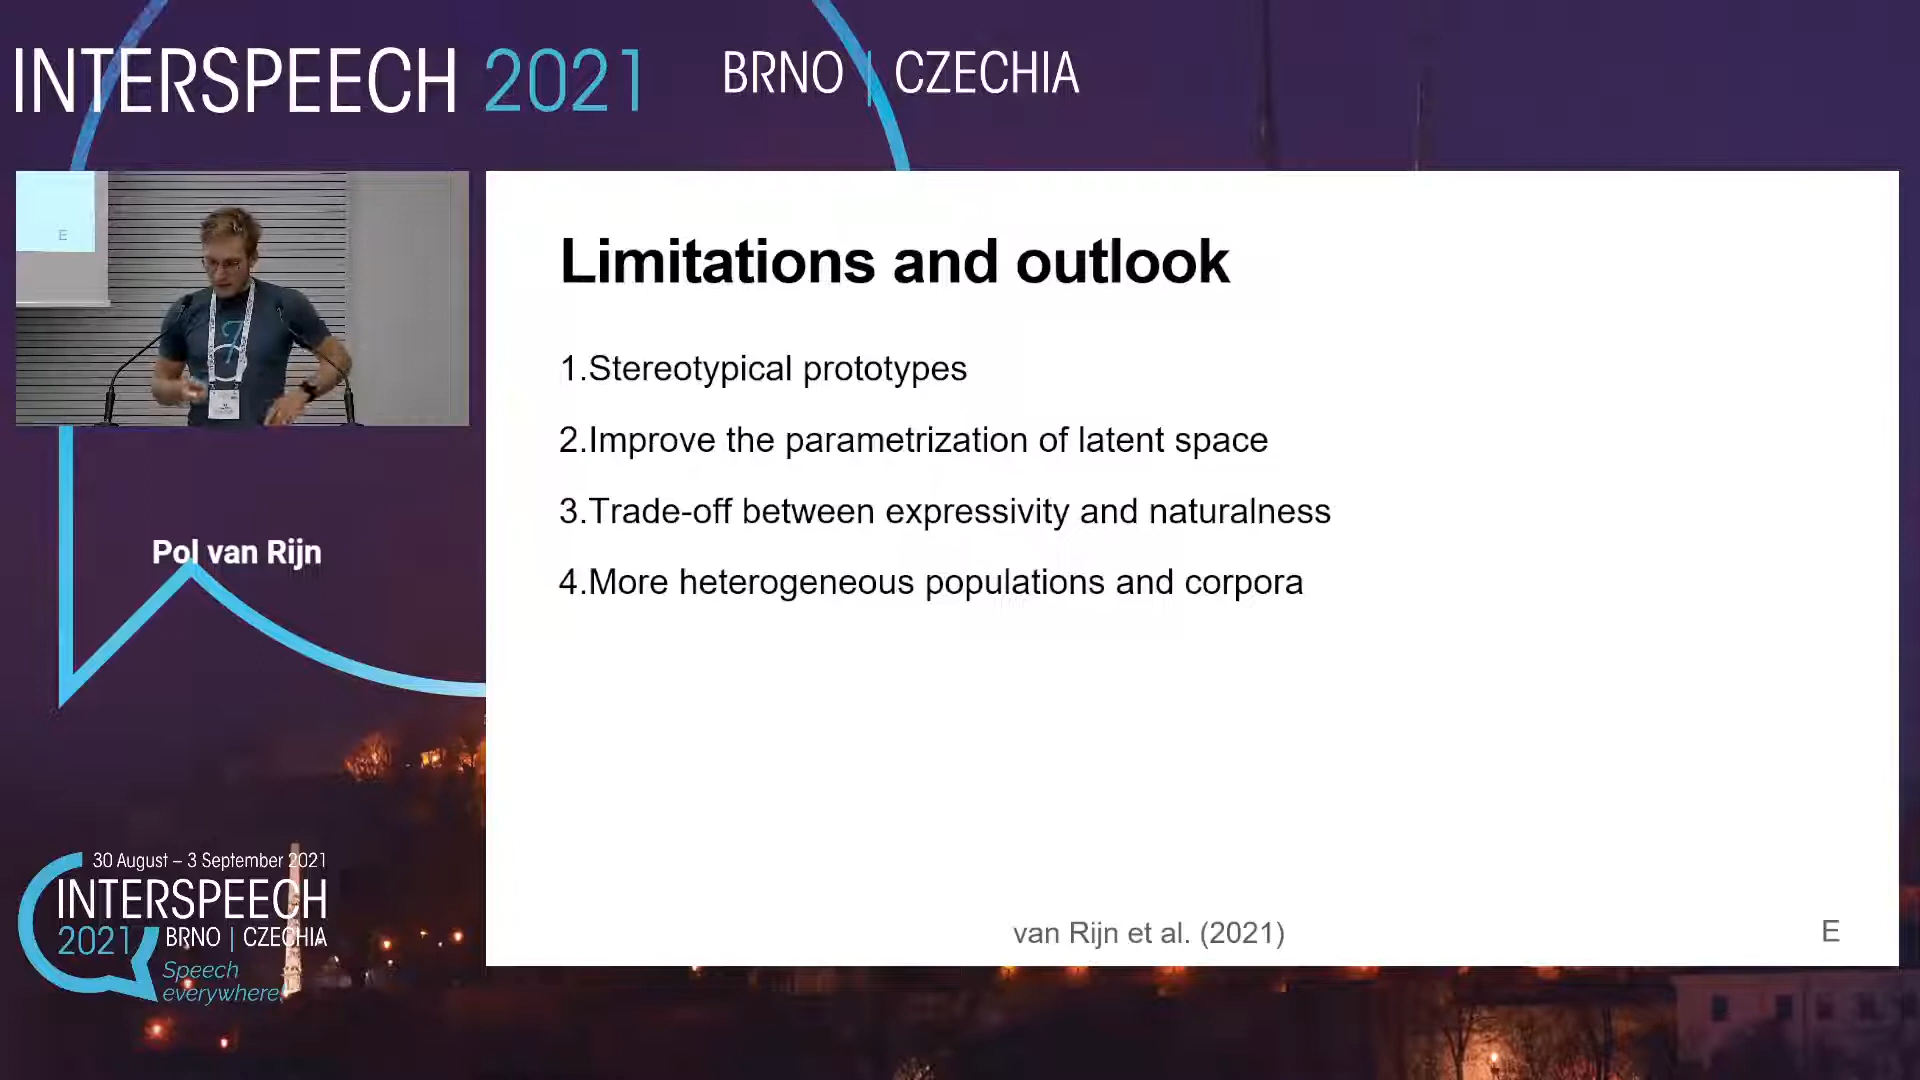 INTERSPEECH 2021 BRNO | CZECHIA
E
Limitations and outlook
1.Stereotypical prototypes
2.Improve the parametrization of latent space
3.Trade-off between expressivity and naturalness
4.More heterogeneous populations and corpora
van Rijn et al. (2021)
E
Pol van Rijn
30 August – 3 September 2021
INTERSPEECH
2021 BRNO | CZECHIA
Speech
everywhere!